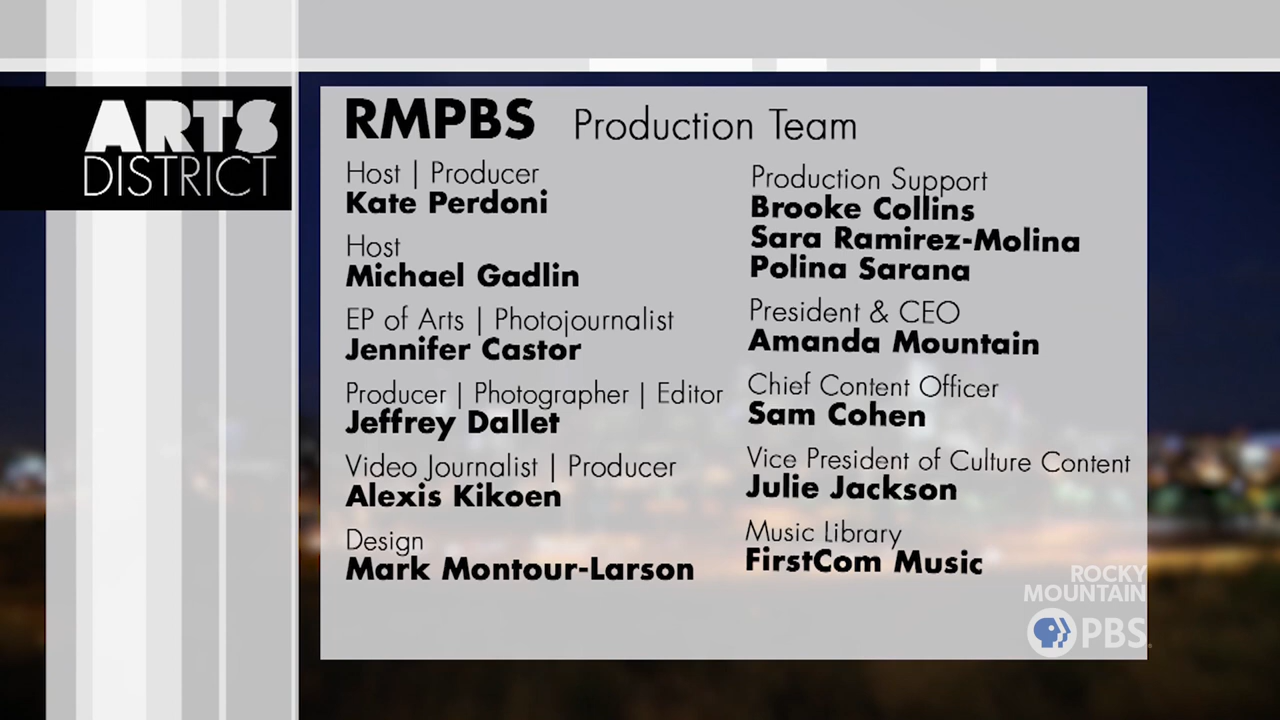 ARTS
DISTRICT
RMPBS Production Team
Host | Producer
Kate Perdoni
Host
Michael Gadlin
EP of Arts | Photojournalist
Jennifer Castor
Producer | Photographer | Editor
Jeffrey Dallet
Video Journalist | Producer
Alexis Kikoen
Design
Mark Montour-Larson
Production Support
Brooke Collins
Sara Ramirez-Molina
Polina Sarana
President & CEO
Amanda Mountain
Chief Content Officer
Sam Cohen
Vice President of Culture Content
Julie Jackson
Music Library
FirstCom Music
ROCKY
MOUNTAIN
PBS